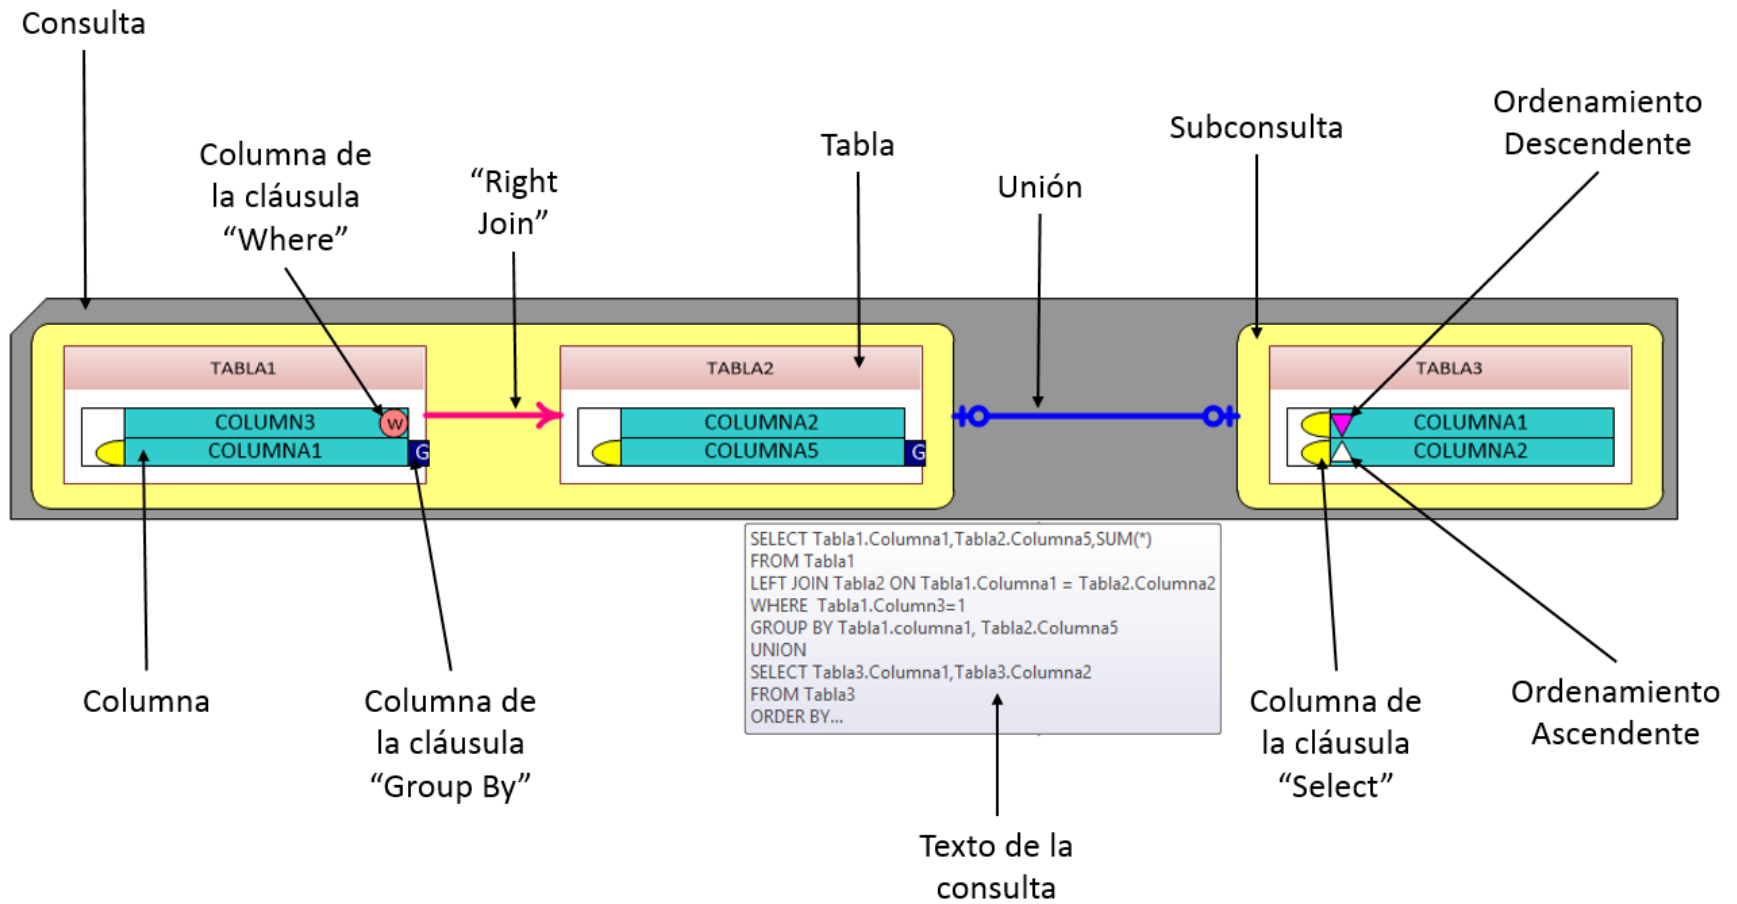 Consulta
Ordenamiento
Descendente
Subconsulta
Tabla
Columna de
la cláusula
“Where”
“Right
Join”
Unión
TABLA1
COLUMN3
W
COLUMNA1
G
TABLA2
COLUMNA2
COLUMNA5
G
TABLA3
COLUMNA1
COLUMNA2
SELECT Tabla1.Columna1,Tabla2.Columna5,SUM(*)
FROM Tabla1
LEFT JOIN Tabla2 ON Tabla1.Columna1 = Tabla2.Columna2
WHERE  Tabla1.Column3=1
GROUP BY Tabla1.columna1, Tabla2.Columna5
UNION
SELECT Tabla3.Columna1,Tabla3.Columna2
FROM Tabla3
ORDER BY...
Columna
Columna de
la cláusula
“Group By”
Columna de
la cláusula
“Select”
Ordenamiento
Ascendente
Texto de la
consulta